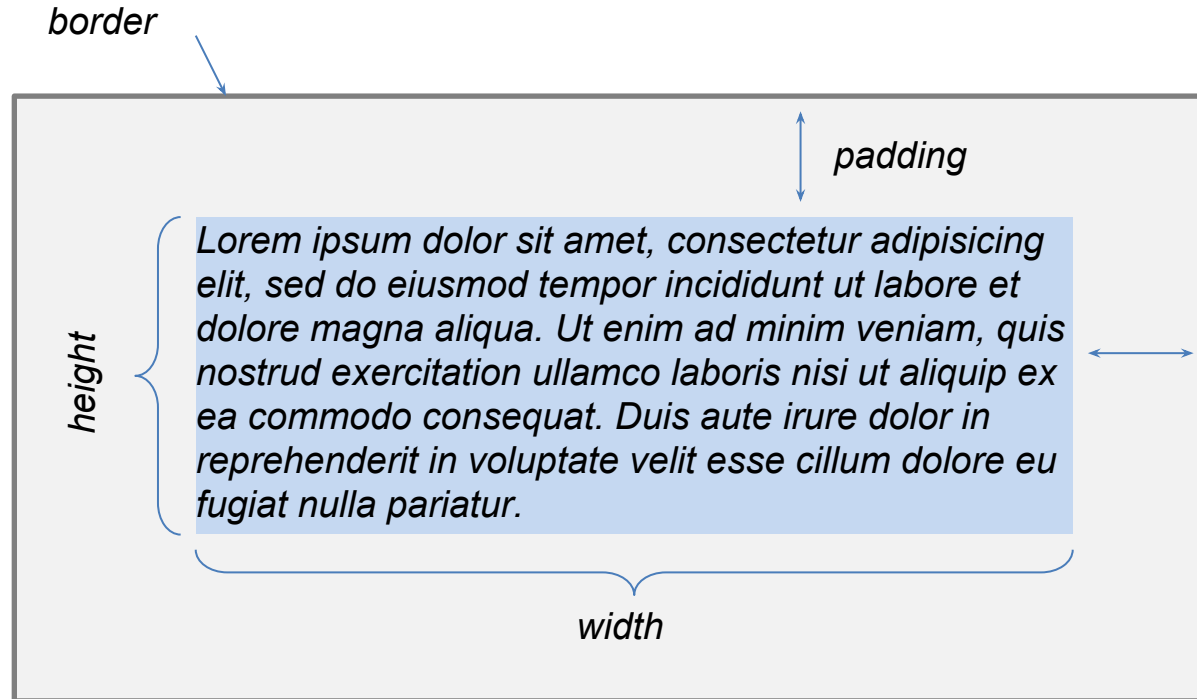 border
padding
Lorem ipsum dolor sit amet, consectetur adipisicing
elit, sed do eiusmod tempor incididunt ut labore et
dolore magna aliqua. Ut enim ad minim veniam, quis
nostrud exercitation ullamco laboris nisi ut aliquip ex
ea commodo consequat. Duis aute irure dolor in
reprehenderit in voluptate velit esse cillum dolore eu
fugiat nulla pariatur.
height
width